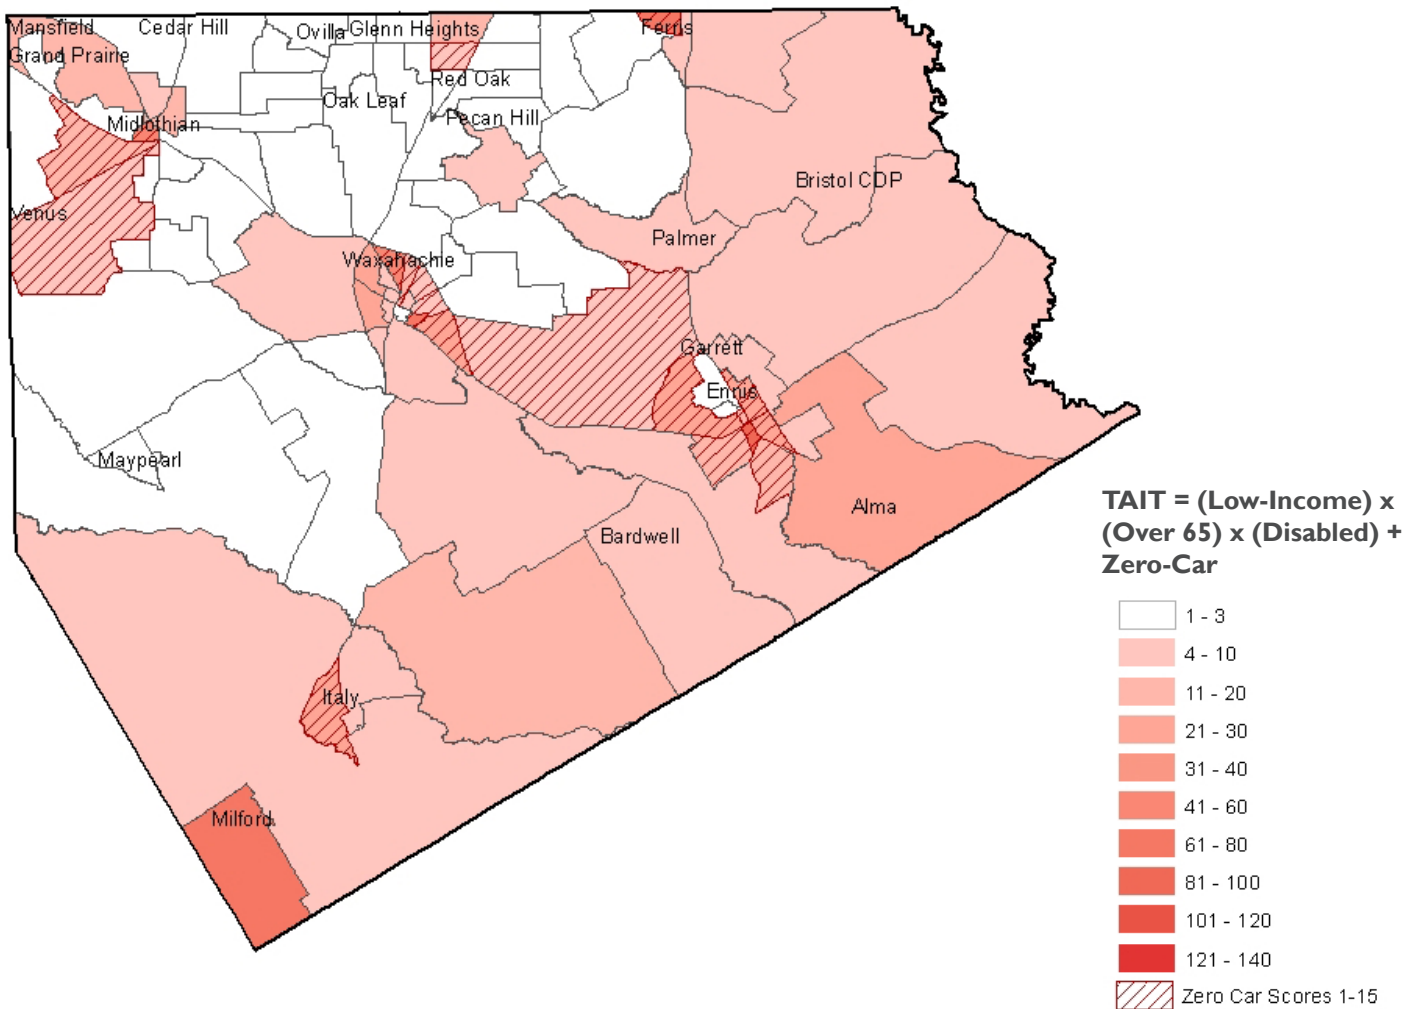 Mansfield
Cedar Hill
Ovilla
Glenn Heights
Ferris
Grand Prairie
Red Oak
Oak Leaf
Midlothian
Pecan Hill
Bristol CDP
Venus
Palmer
Waxahachie
Garrett
Ennis
Maypearl
Alma
Bardwell
Italy
Milford
TAIT = (Low-Income) x
(Over 65) x (Disabled) +
Zero-Car
1 - 3
4 - 10
11 - 20
21 - 30
31 - 40
41 - 60
61 - 80
81 - 100
101 - 120
121 - 140
Zero Car Scores 1-15